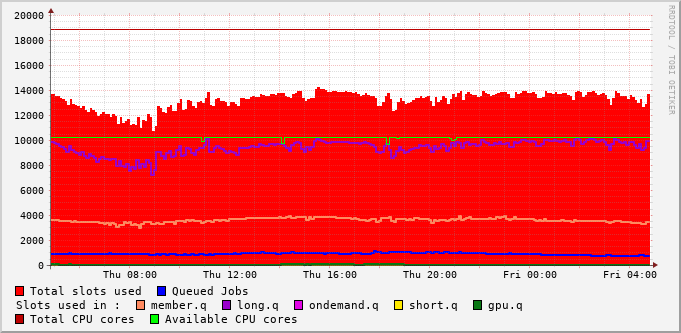 20000
18000
16000
14000
12000
10000
8000
6000
4000
2000
0
Thu 08:00 Thu 12:00 Thu 16:00 Thu 20:00 Fri 00:00 Fri 04:00
RRDTOOL / TOBI OETIKER
Total slots used Queued Jobs
Slots used in : member.q long.q ondemand.q short.q gpu.q
Total CPU cores Available CPU cores